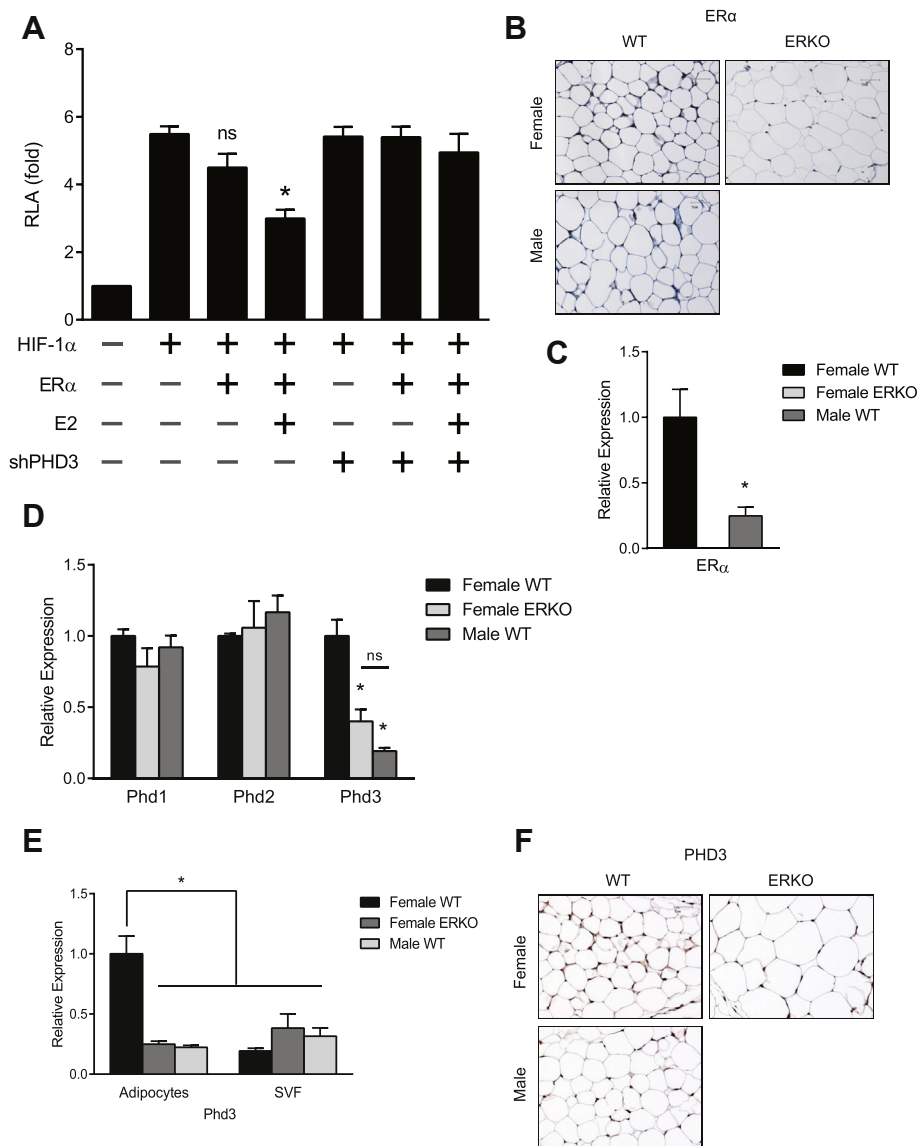 A
8
6
4
2
0
RLA (fold)
ns
*
HIF-1α — + + + + + +
ERα — — + + — + +
E2 — — — + — — +
shPHD3 — — — — + + +
B
ERα
WT ERKO
Female
Male
C
1.5
1.0
0.5
0.0
Relative Expression
*
ERα
Female WT
Female ERKO
Male WT
D
1.5
1.0
0.5
0.0
Relative Expression
ns
*
*
Phd1 Phd2 Phd3
Female WT
Female ERKO
Male WT
E
1.5
1.0
0.5
0.0
Relative Expression
*
Adipocytes SVF
Phd3
Female WT
Female ERKO
Male WT
F
PHD3
WT ERKO
Female
Male